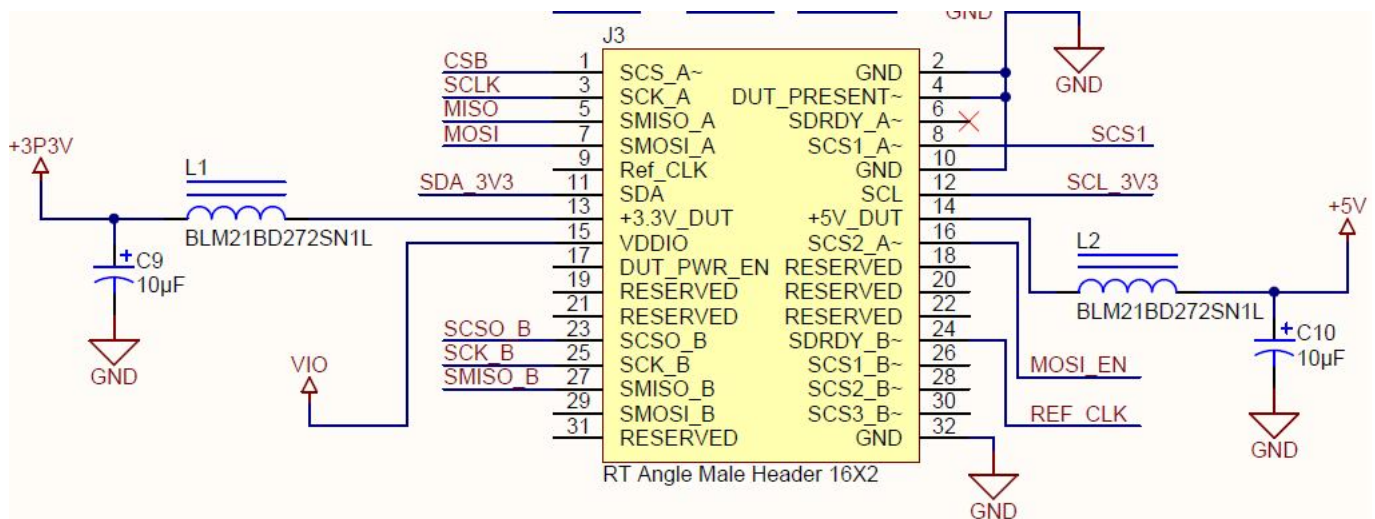 GND
J3
CSB 1 SCS_A~ GND 2
SCLK 3 SCK_A DUT_PRESENT~ 4 GND
MISO 5 SMISO_A SDRDY_A~ 6
MOSI 7 SMOSI_A SCS1_A~ 8 SCS1
+3P3V L1 9 Ref_CLK GND 10
SDA_3V3 11 SDA SCL 12 SCL_3V3
13 +3.3V_DUT +5V_DUT 14 +5V
BLM21BD272SN1L 15 VDDIO SCS2_A~ 16 L2
+ C9 17 DUT_PWR_EN RESERVED 18
10µF 19 RESERVED RESERVED 20
21 RESERVED RESERVED 22 BLM21BD272SN1L
SCSO_B 23 SCSO_B SDRDY_B~ 24 + C10
SCK_B 25 SCK_B SCS1_B~ 26 10µF
GND VIO SMISO_B 27 SMISO_B SCS2_B~ 28 MOSI_EN
29 SMOSI_B SCS3_B~ 30 REF_CLK
31 RESERVED GND 32
GND
RT Angle Male Header 16X2
GND